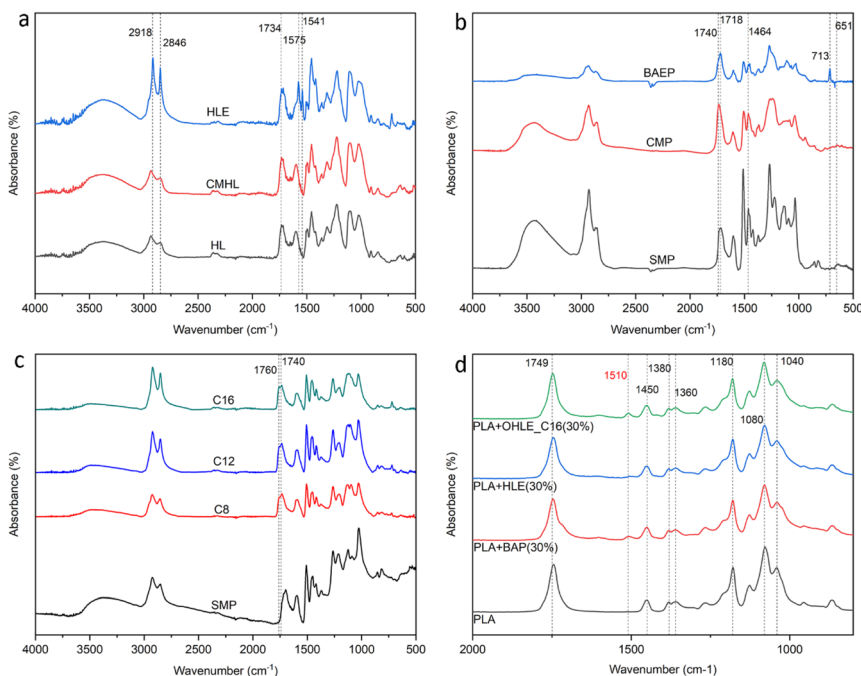 a
2918
2846
1734
1575
1541
HLE
CMHL
HL
Absorbance (%)
4000 3500 3000 2500 2000 1500 1000 500
Wavenumber (cm⁻¹)
b
1740
1718
1464
713
651
BAEP
CMP
SMP
Absorbance (%)
4000 3500 3000 2500 2000 1500 1000 500
Wavenumber (cm⁻¹)
c
1760
1740
C16
C12
C8
SMP
Absorbance (%)
4000 3500 3000 2500 2000 1500 1000 500
Wavenumber (cm⁻¹)
d
1749
1510
1450
1380
1360
1180
1080
1040
PLA+OHLE_C16(30%)
PLA+HLE(30%)
PLA+BAP(30%)
PLA
Absorbance (%)
2000 1500 1000
Wavenumber (cm-1)